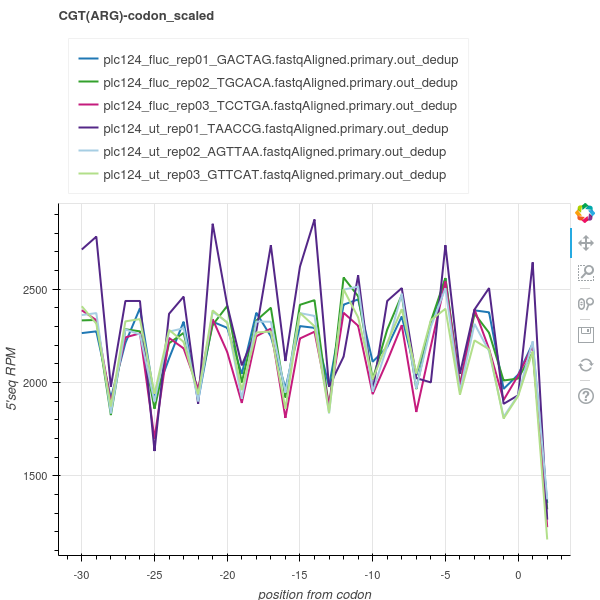 CGT(ARG)-codon_scaled
plc124_fluc_rep01_GACTAG.fastqAligned.primary.out_dedup
plc124_fluc_rep02_TGCACA.fastqAligned.primary.out_dedup
plc124_fluc_rep03_TCCTGA.fastqAligned.primary.out_dedup
plc124_ut_rep01_TAACCG.fastqAligned.primary.out_dedup
plc124_ut_rep02_AGTTAA.fastqAligned.primary.out_dedup
plc124_ut_rep03_GTTCAT.fastqAligned.primary.out_dedup
5'seq RPM
2500
2000
1500
-30 -25 -20 -15 -10 -5 0
position from codon